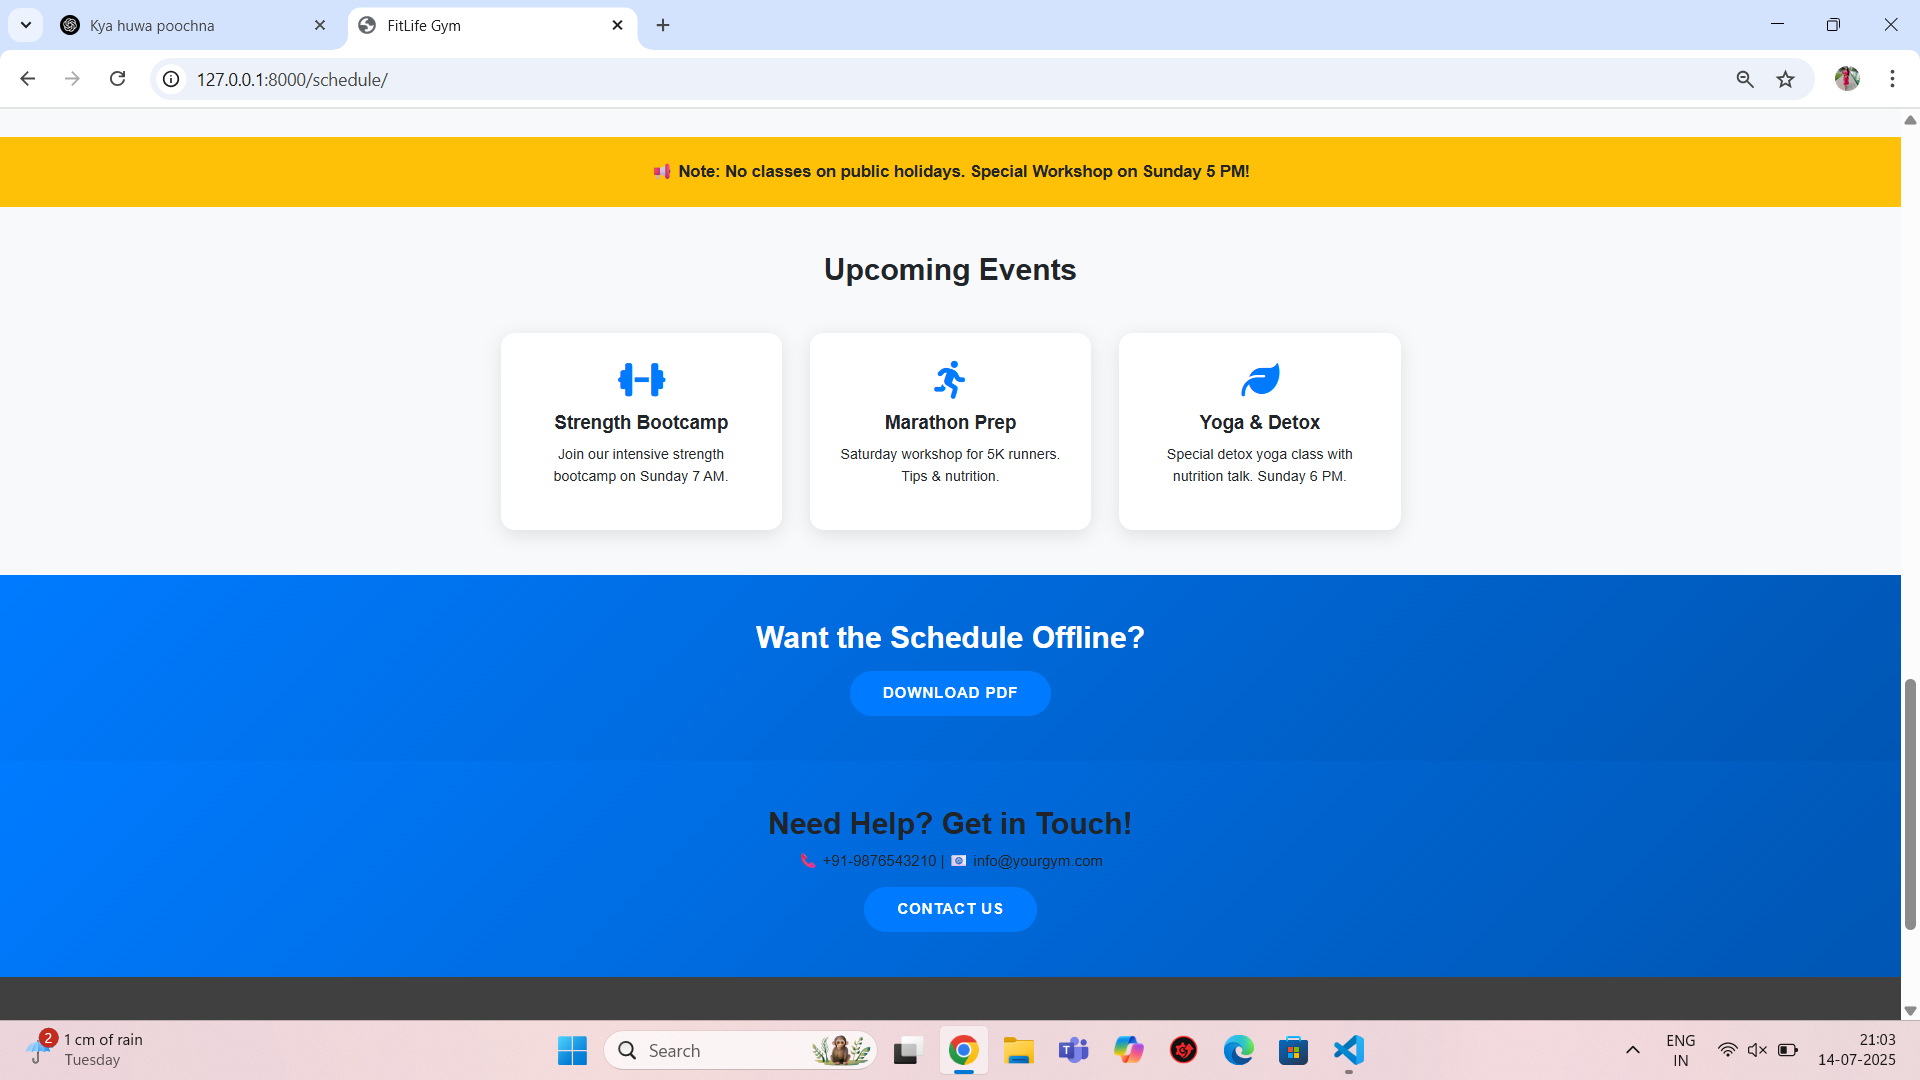 Kya huwa poochna
FitLife Gym
127.0.0.1:8000/schedule/
Note: No classes on public holidays. Special Workshop on Sunday 5 PM!
Upcoming Events
Strength Bootcamp
Join our intensive strength
bootcamp on Sunday 7 AM.
Marathon Prep
Saturday workshop for 5K runners.
Tips & nutrition.
Yoga & Detox
Special detox yoga class with
nutrition talk. Sunday 6 PM.
Want the Schedule Offline?
DOWNLOAD PDF
Need Help? Get in Touch!
+91-9876543210 | info@yourgym.com
CONTACT US
2
1 cm of rain
Tuesday
Search
ENG
IN
21:03
14-07-2025